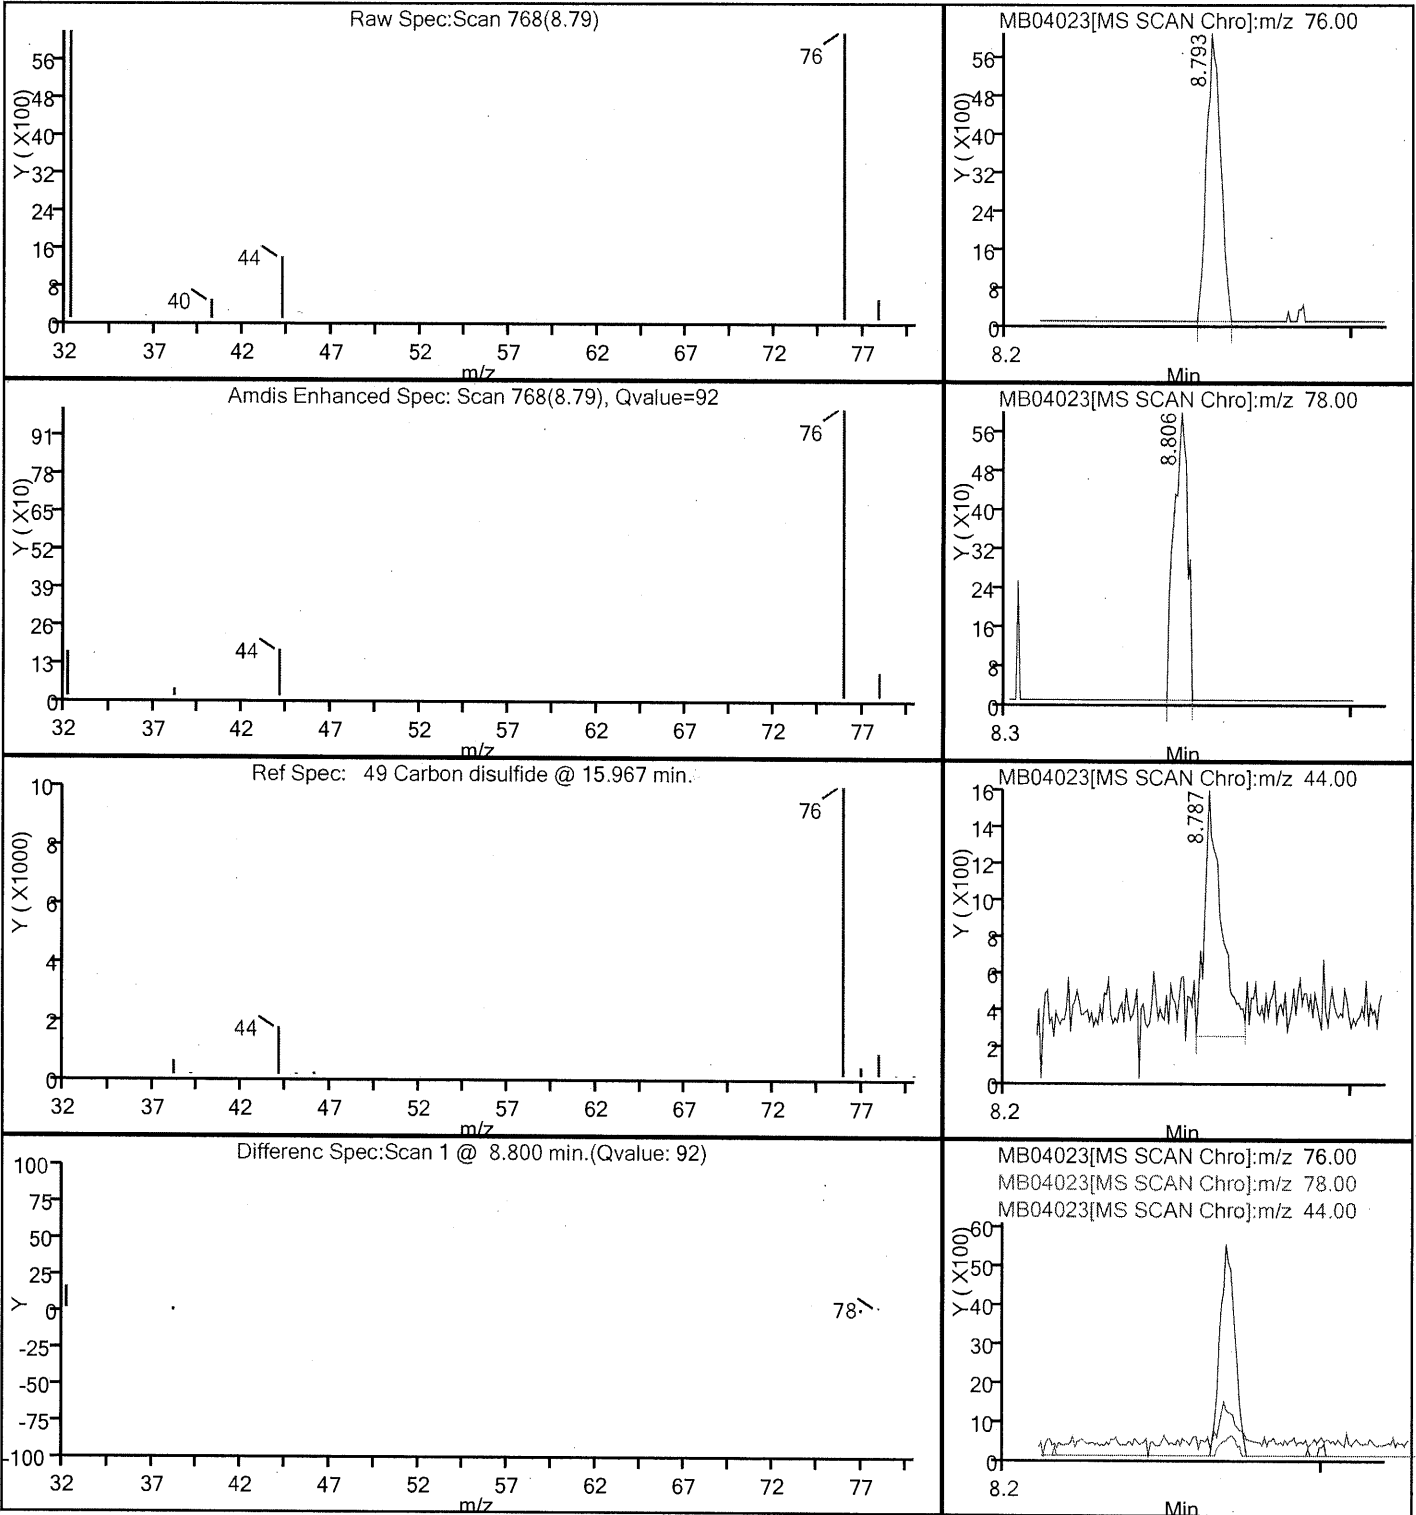 Raw Spec:Scan 768(8.79)
Y ( X100)
56
48
40
32
24
16
8
0
76
44
40
32 37 42 47 52 57 62 67 72 77
m/z
MB04023[MS SCAN Chro]:m/z 76.00
Y ( X100)
56
48
40
32
24
16
8
0
8.793
8.2
Min
Amdis Enhanced Spec: Scan 768(8.79), Qvalue=92
Y ( X10)
91
78
65
52
39
26
13
0
76
44
32 37 42 47 52 57 62 67 72 77
m/z
MB04023[MS SCAN Chro]:m/z 78.00
Y ( X10)
56
48
40
32
24
16
8
0
8.806
8.3
Min
Ref Spec: 49 Carbon disulfide @ 15.967 min.
Y ( X1000)
10
8
6
4
2
0
76
44
32 37 42 47 52 57 62 67 72 77
m/z
MB04023[MS SCAN Chro]:m/z 44.00
Y ( X100)
16
14
12
10
8
6
4
2
0
8.787
8.2
Min
Differenc Spec:Scan 1 @ 8.800 min.(Qvalue: 92)
Y
100
75
50
25
0
-25
-50
-75
-100
78
32 37 42 47 52 57 62 67 72 77
m/z
MB04023[MS SCAN Chro]:m/z 76.00
MB04023[MS SCAN Chro]:m/z 78.00
MB04023[MS SCAN Chro]:m/z 44.00
Y ( X100)
60
50
40
30
20
10
0
8.2
Min